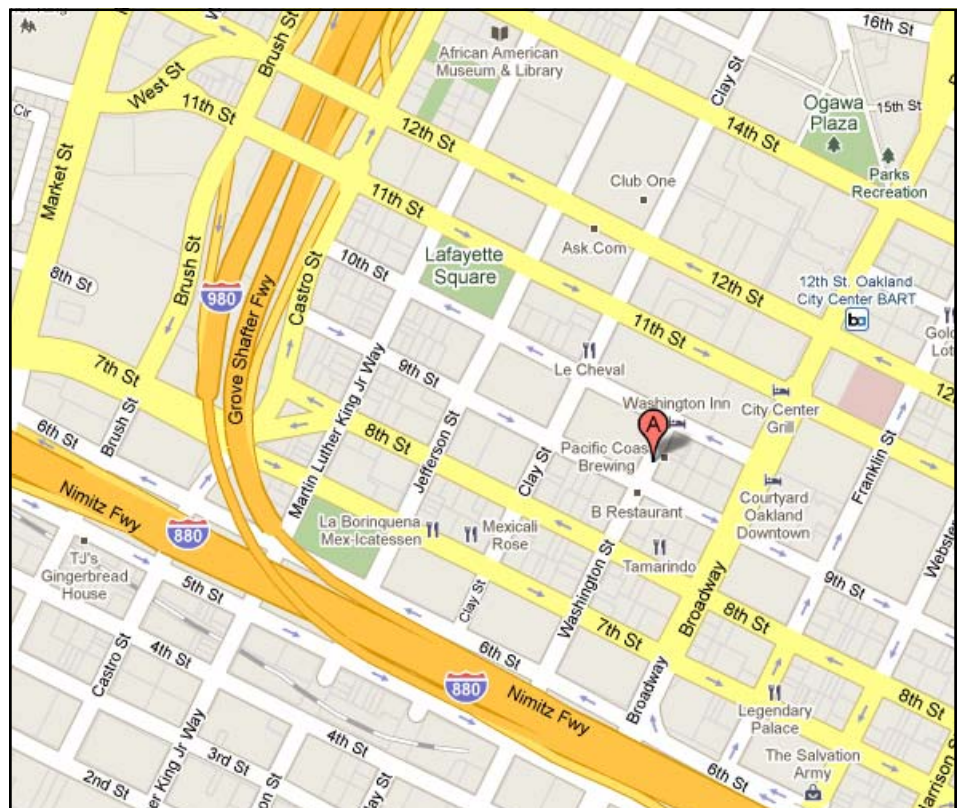 16th St
African American
Museum & Library
Clay St
Brush St
West St
11th St
Cir
12th St
14th St
Ogawa
Plaza
15th St
Parks
Recreation
Market St
Club One
Ask.Com
11th St
Lafayette
Square
10th St
12th St
12th St. Oakland
City Center BART
8th St
Brush St
980
Grove Shafter Fwy
Castro St
11th St
Le Cheval
7th St
9th St
Washington Inn
City Center
Grill
12
A
Pacific Coast
Brewing
6th St
Brush St
8th St
Martin Luther King Jr Way
Jefferson St
Clay St
Franklin St
B Restaurant
Courtyard
Oakland
Downtown
Nimitz Fwy
880
La Borinquena
Mex-icatessen
Mexicali
Rose
Tamarindo
TJ's
Gingerbread
House
Washington St
Broadway
9th St
Webster
5th St
Clay St
7th St
8th St
Castro St
4th St
6th St
880
Nimitz Fwy
Broadway
Legendary
Palace
8th St
The Salvation
Army
er King Jr Way
3rd St
4th St
2nd St
6th St
arrison S